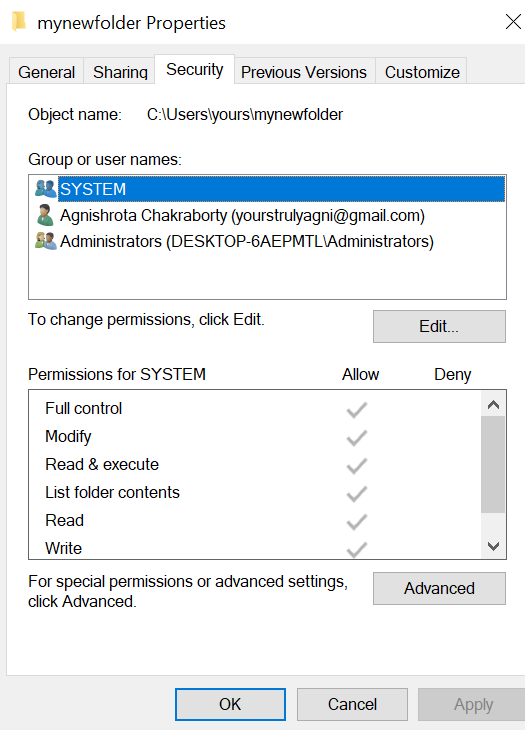 mynewfolder Properties
General Sharing Security Previous Versions Customize
Object name: C:\Users\yours\mynewfolder
Group or user names:
SYSTEM
Agnishrota Chakraborty (yourstrulyagni@gmail.com)
Administrators (DESKTOP-6AEPMTL\Administrators)
To change permissions, click Edit.
Edit...
Permissions for SYSTEM Allow Deny
Full control
Modify
Read & execute
List folder contents
Read
Write
For special permissions or advanced settings,
click Advanced.
Advanced
OK Cancel Apply